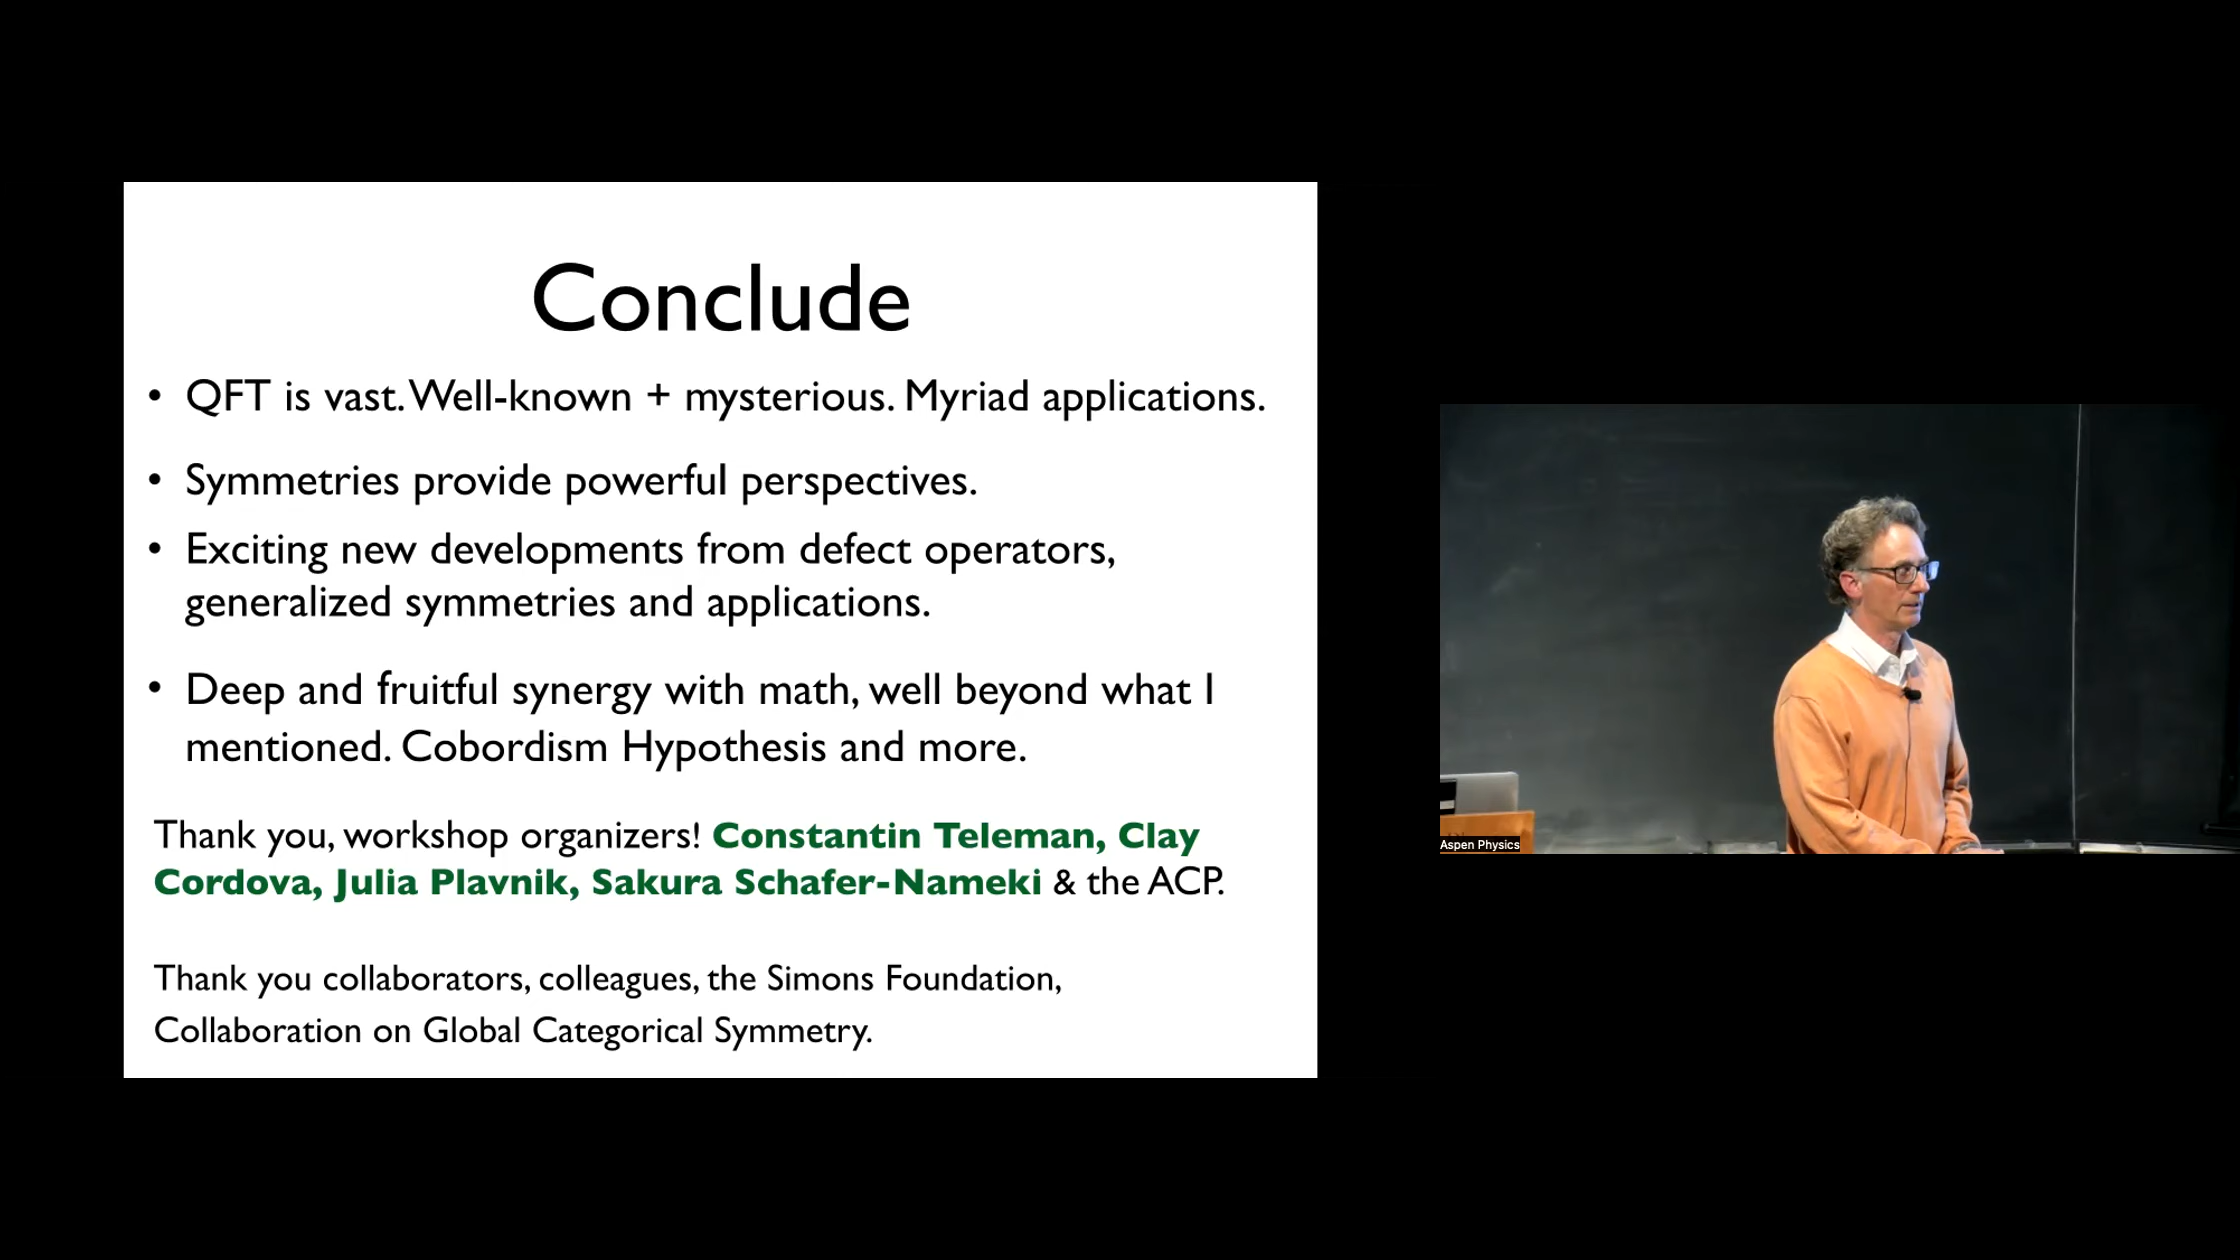 Conclude
• QFT is vast. Well-known + mysterious. Myriad applications.
• Symmetries provide powerful perspectives.
• Exciting new developments from defect operators,
generalized symmetries and applications.
• Deep and fruitful synergy with math, well beyond what I
mentioned. Cobordism Hypothesis and more.
Thank you, workshop organizers! Constantin Teleman, Clay
Cordova, Julia Plavnik, Sakura Schafer-Nameki & the ACP.
Thank you collaborators, colleagues, the Simons Foundation,
Collaboration on Global Categorical Symmetry.
Aspen Physics